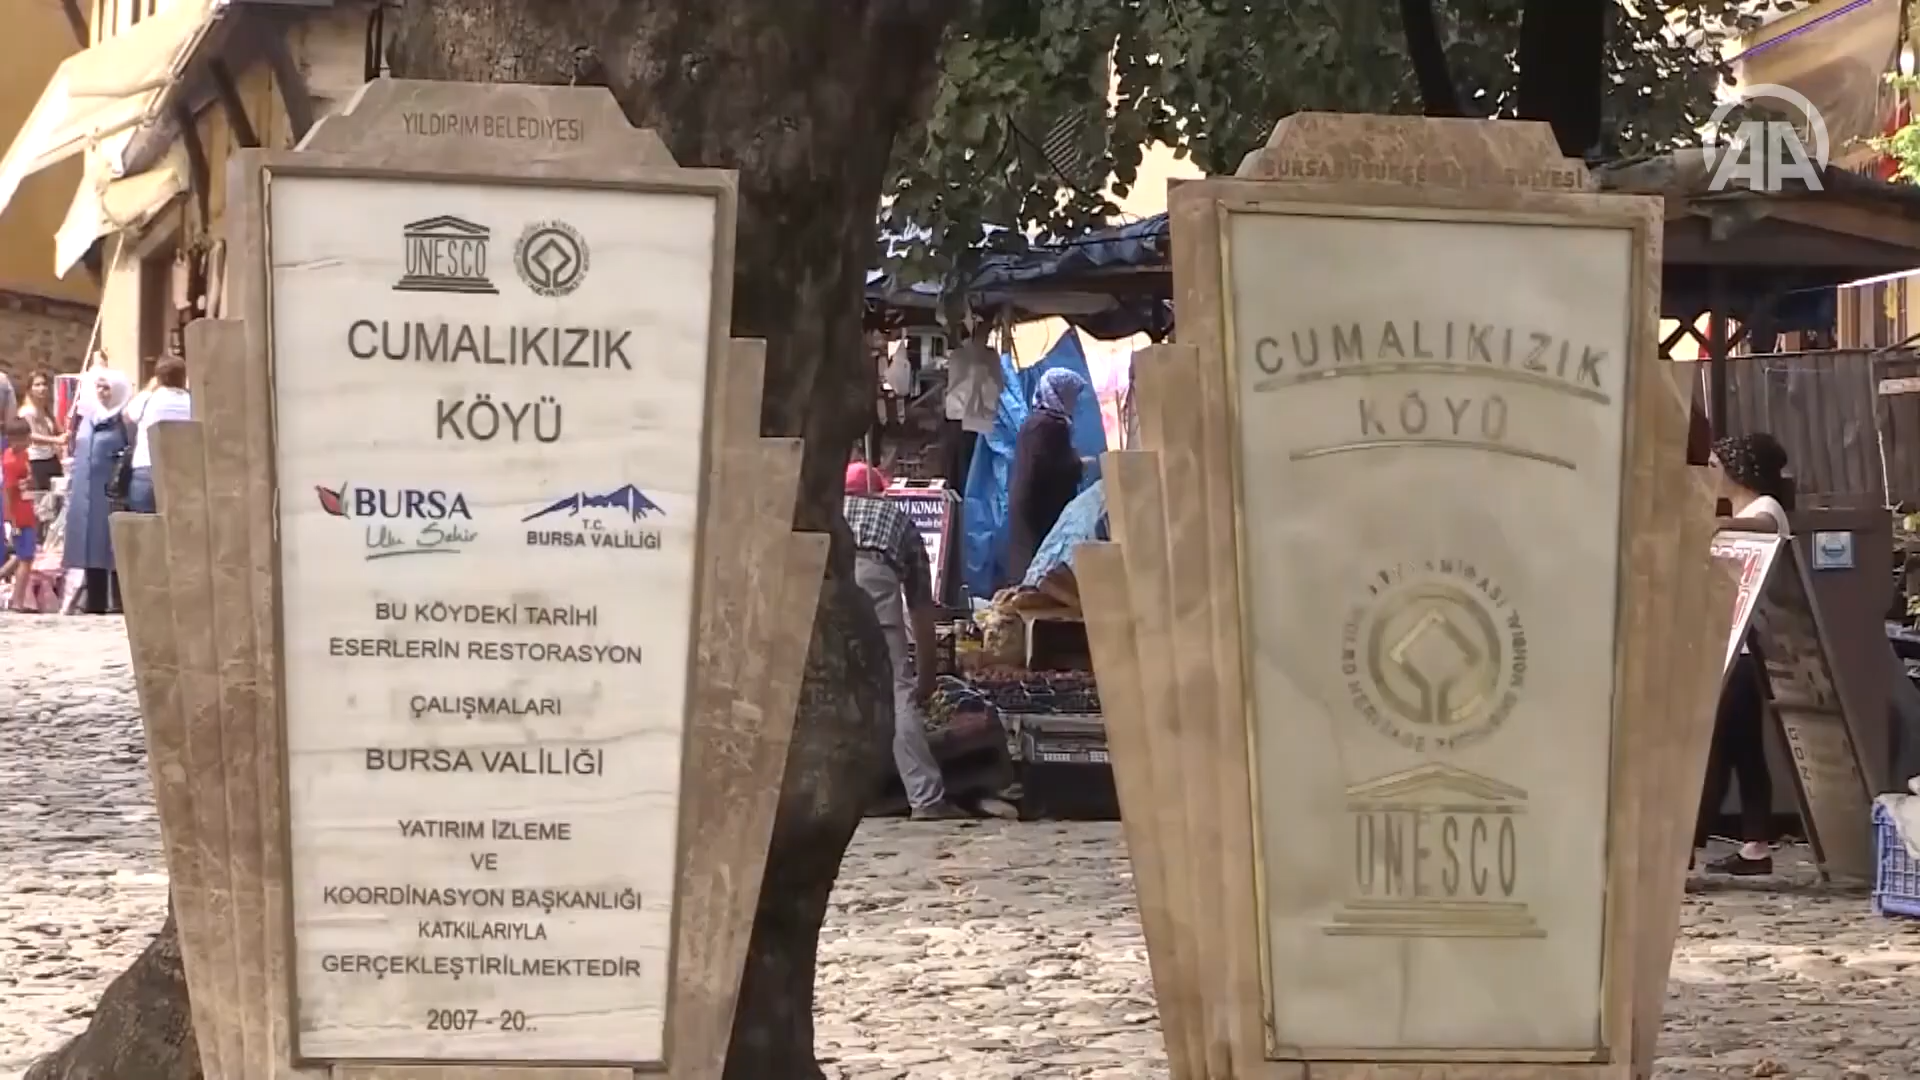 YILDIRIM BELEDİYESİ
UNESCO
CUMALIKIZIK
KÖYÜ
BURSA
Ulu Şehir
T.C.
BURSA VALİLİĞİ
BU KÖYDEKİ TARİHİ
ESERLERİN RESTORASYON
ÇALIŞMALARI
BURSA VALİLİĞİ
YATIRIM İZLEME
VE
KOORDİNASYON BAŞKANLIĞI
KATKILARIYLA
GERÇEKLEŞTİRİLMEKTEDİR
2007 - 20..
KONAK
AA
CUMALIKIZIK
KÖYÜ
UNESCO